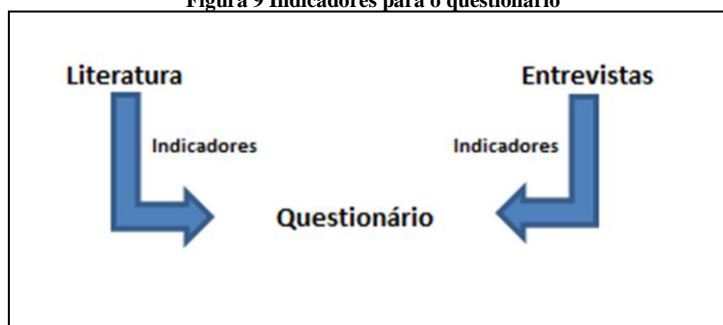 Figura 9 Indicadores para o questionário
Literatura
Entrevistas
Indicadores
Indicadores
Questionário